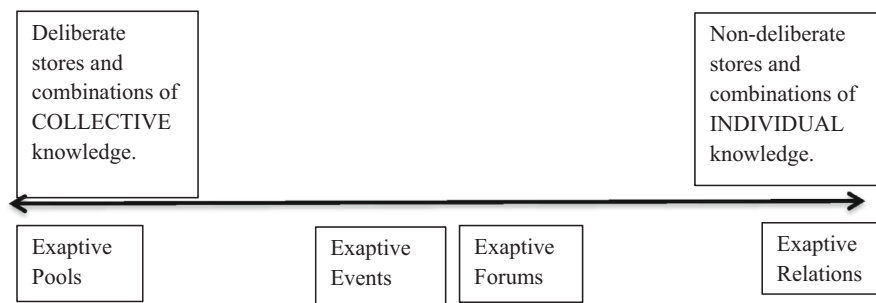 Deliberate
stores and
combinations of
COLLECTIVE
knowledge.
Non-deliberate
stores and
combinations of
INDIVIDUAL
knowledge.
Exaptive
Pools
Exaptive
Events
Exaptive
Forums
Exaptive
Relations